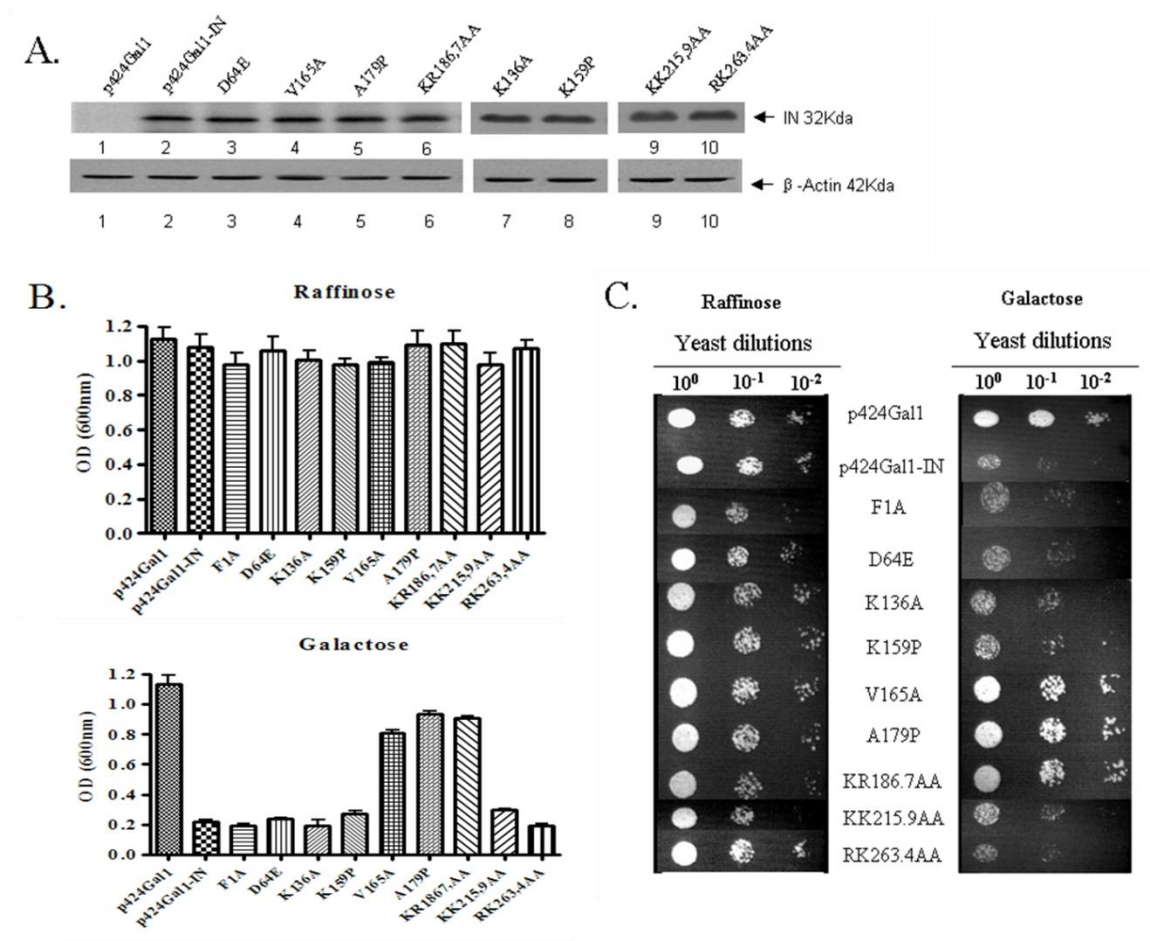 A.
p424Gal1
p424Gal1-IN
D64E
V165A
A179P
KR186,7AA
K136A
K159P
KK215,9AA
RK263.4AA
IN 32Kda
1 2 3 4 5 6 9 10
β-Actin 42Kda
1 2 3 4 5 6 7 8 9 10
B.
Raffinose
OD (600nm)
1.2
1.0
0.8
0.6
0.4
0.2
0.0
p424Gal1
p424Gal1-IN
F1A
D64E
K136A
K159P
V165A
A179P
KR186,7AA
KK215,9AA
RK263,4AA
Galactose
OD (600nm)
1.2
1.0
0.8
0.6
0.4
0.2
0.0
p424Gal1
p424Gal1-IN
F1A
D64E
K136A
K159P
V165A
A179P
KR1867,AA
KK215,9AA
RK263.4AA
C.
Raffinose
Galactose
Yeast dilutions
Yeast dilutions
10⁰ 10⁻¹ 10⁻²
10⁰ 10⁻¹ 10⁻²
p424Gal1
p424Gal1-IN
F1A
D64E
K136A
K159P
V165A
A179P
KR186.7AA
KK215.9AA
RK263.4AA